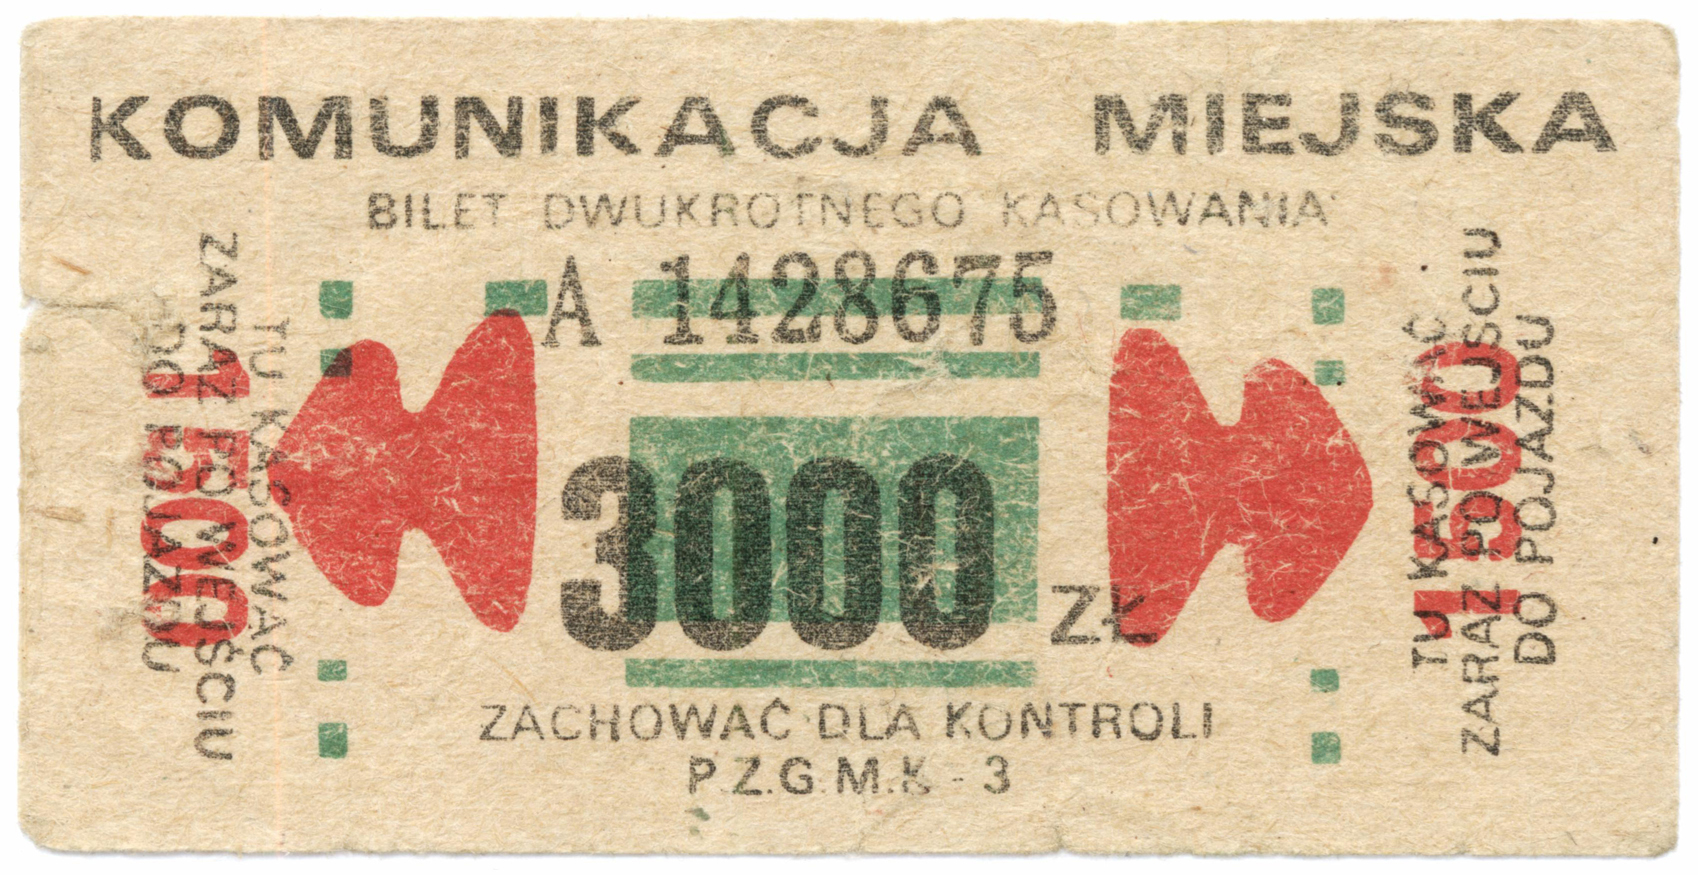 KOMUNIKACJA MIEJSKA
BILET DWUKROTNEGO KASOWANIA
A 1428675
TU KASOWAĆ
ZARAZ PO WEJŚCIU
DO POJAZDU
1500
3000 ZŁ
1500
TU KASOWAĆ
ZARAZ PO WEJŚCIU
DO POJAZDU
ZACHOWAĆ DLA KONTROLI
P.Z.G.M.K - 3